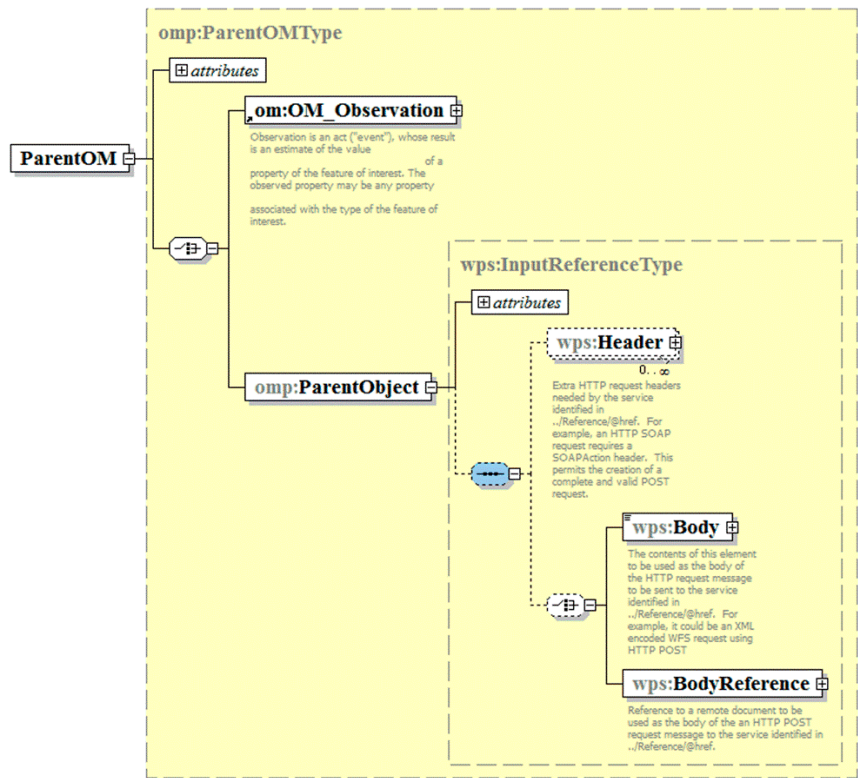 omp:ParentOMType
attributes
om:OM_Observation
Observation is an act ("event"), whose result
is an estimate of the value
of a
property of the feature of interest. The
observed property may be any property
associated with the type of the feature of
interest.
ParentOM
wps:InputReferenceType
attributes
wps:Header
0..∞
Extra HTTP request headers
needed by the service
identified in
../Reference/@href. For
example, an HTTP SOAP
request requires a
SOAPAction header. This
permits the creation of a
complete and valid POST
request.
omp:ParentObject
wps:Body
The contents of this element
to be used as the body of
the HTTP request message
to be sent to the service
identified in
../Reference/@href. For
example, it could be an XML
encoded WFS request using
HTTP POST
wps:BodyReference
Reference to a remote document to be
used as the body of the an HTTP POST
request message to the service identified in
../Reference/@href.